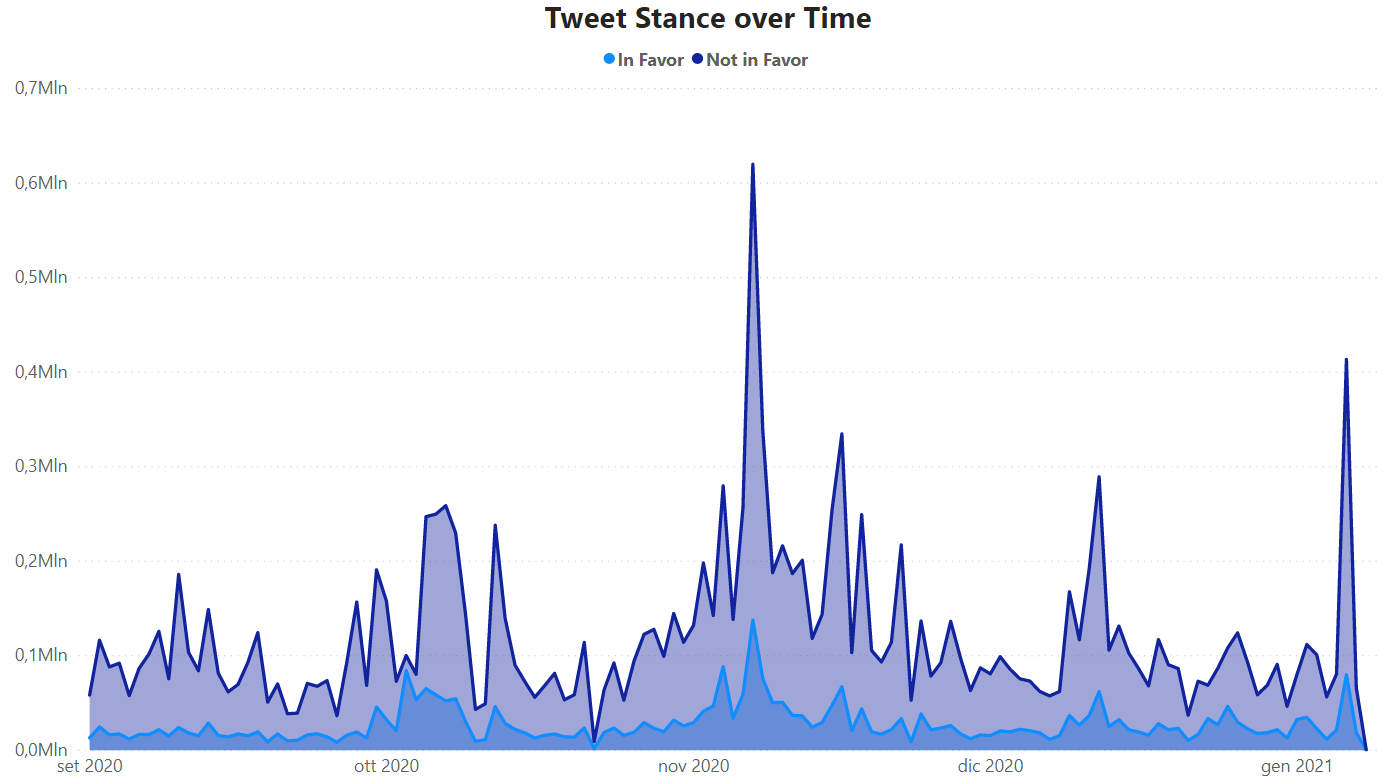 Tweet Stance over Time
In Favor Not in Favor
0,7Mln
0,6Mln
0,5Mln
0,4Mln
0,3Mln
0,2Mln
0,1Mln
0,0Mln
set 2020 ott 2020 nov 2020 dic 2020 gen 2021